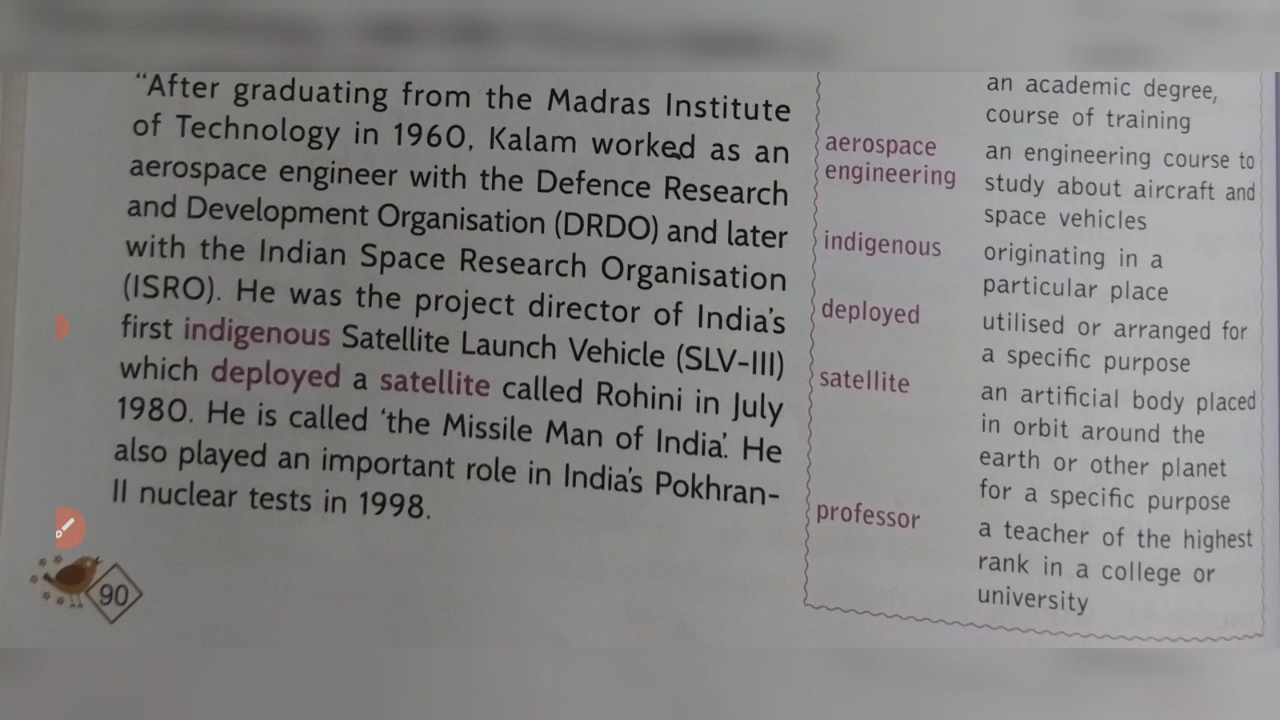 “After graduating from the Madras Institute
of Technology in 1960, Kalam worked as an
aerospace engineer with the Defence Research
and Development Organisation (DRDO) and later
with the Indian Space Research Organisation
(ISRO). He was the project director of India's
first indigenous Satellite Launch Vehicle (SLV-III)
which deployed a satellite called Rohini in July
1980. He is called ‘the Missile Man of India’. He
also played an important role in India's Pokhran-
II nuclear tests in 1998.
90
an academic degree,
course of training
aerospace
engineering
an engineering course to
study about aircraft and
space vehicles
indigenous
originating in a
particular place
deployed
utilised or arranged for
a specific purpose
satellite
an artificial body placed
in orbit around the
earth or other planet
for a specific purpose
professor
a teacher of the highest
rank in a college or
university